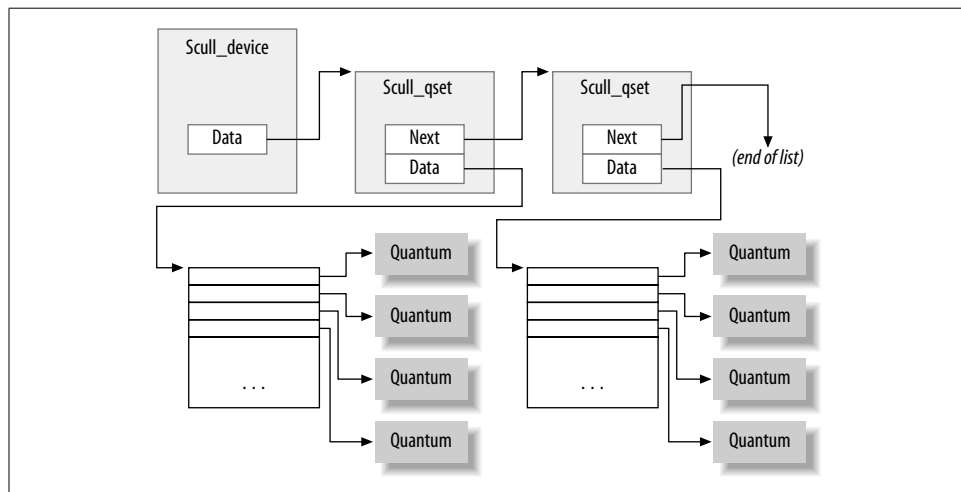 Scull_device
Data
Scull_qset
Next
Data
Scull_qset
Next
Data
(end of list)
Quantum
Quantum
Quantum
Quantum
. . .
Quantum
Quantum
Quantum
Quantum
. . .